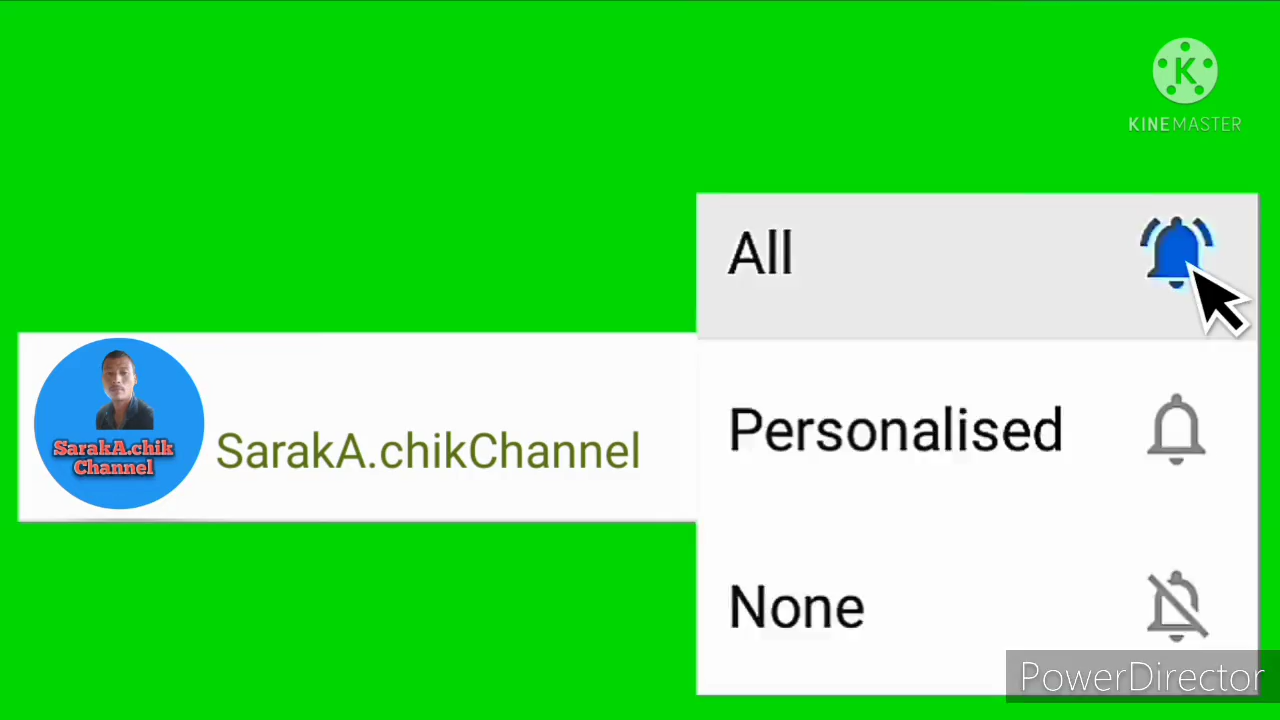 KINEMASTER
All
SarakA.chik
Channel
SarakA.chikChannel
Personalised
None
PowerDirector